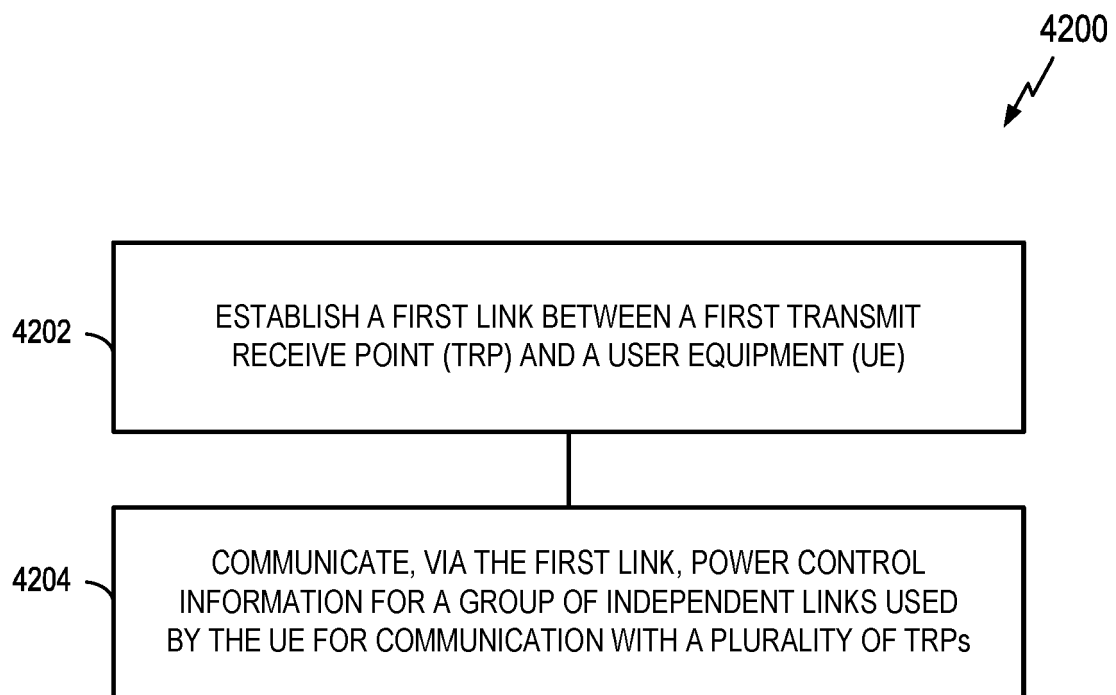 4200
4202
ESTABLISH A FIRST LINK BETWEEN A FIRST TRANSMIT
RECEIVE POINT (TRP) AND A USER EQUIPMENT (UE)
4204
COMMUNICATE, VIA THE FIRST LINK, POWER CONTROL
INFORMATION FOR A GROUP OF INDEPENDENT LINKS USED
BY THE UE FOR COMMUNICATION WITH A PLURALITY OF TRPs